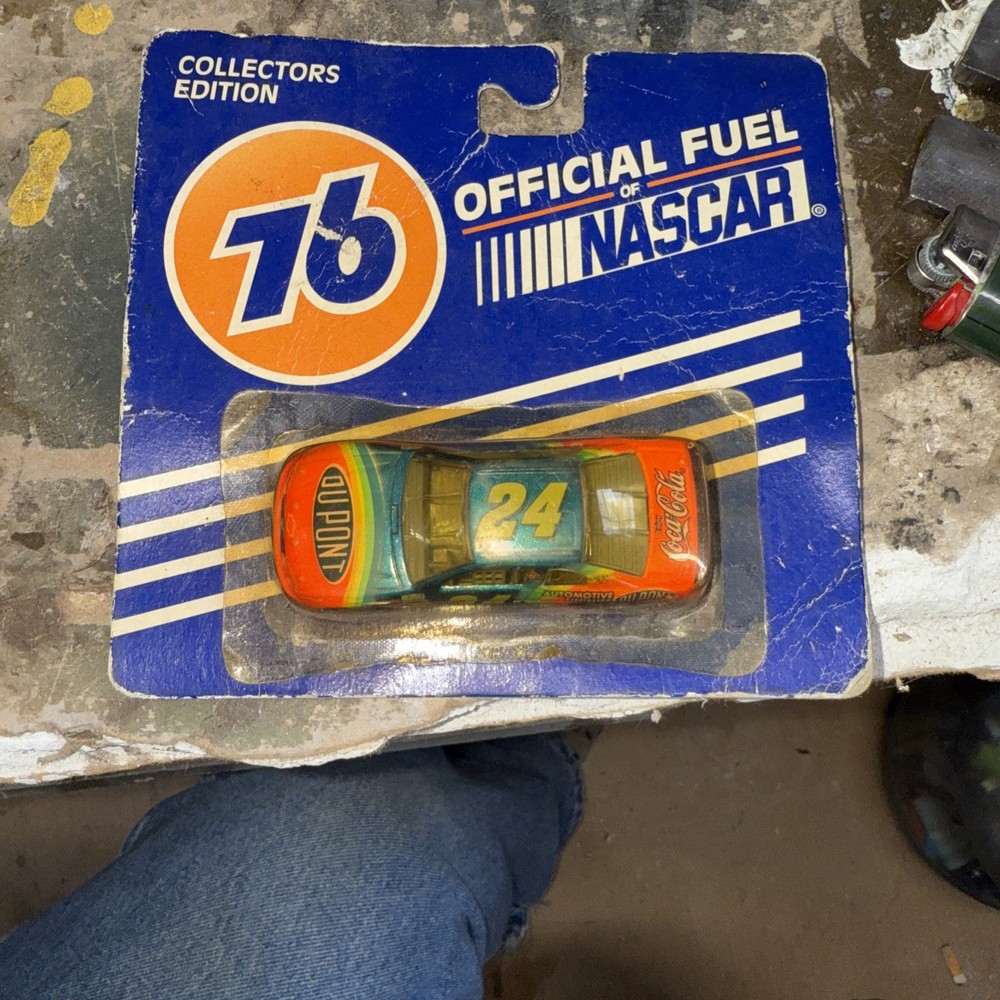 COLLECTORS
EDITION
76
OFFICIAL FUEL
OF
NASCAR®
DU PONT
24
Coca-Cola
AUTOMOTIVE